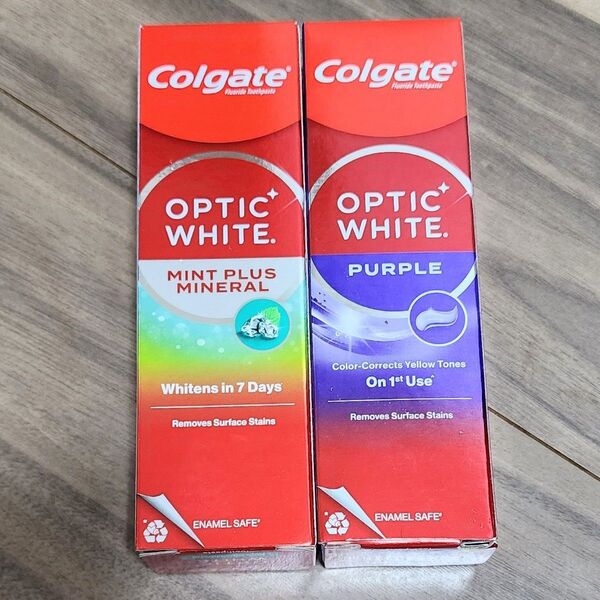 Colgate®
Fluoride Toothpaste
OPTIC
WHITE.
MINT PLUS
MINERAL
Whitens in 7 Days
Removes Surface Stains
ENAMEL SAFE
Colgate®
Fluoride Toothpaste
OPTIC
WHITE.
PURPLE
Color-Corrects Yellow Tones
On 1st Use
Removes Surface Stains
ENAMEL SAFE